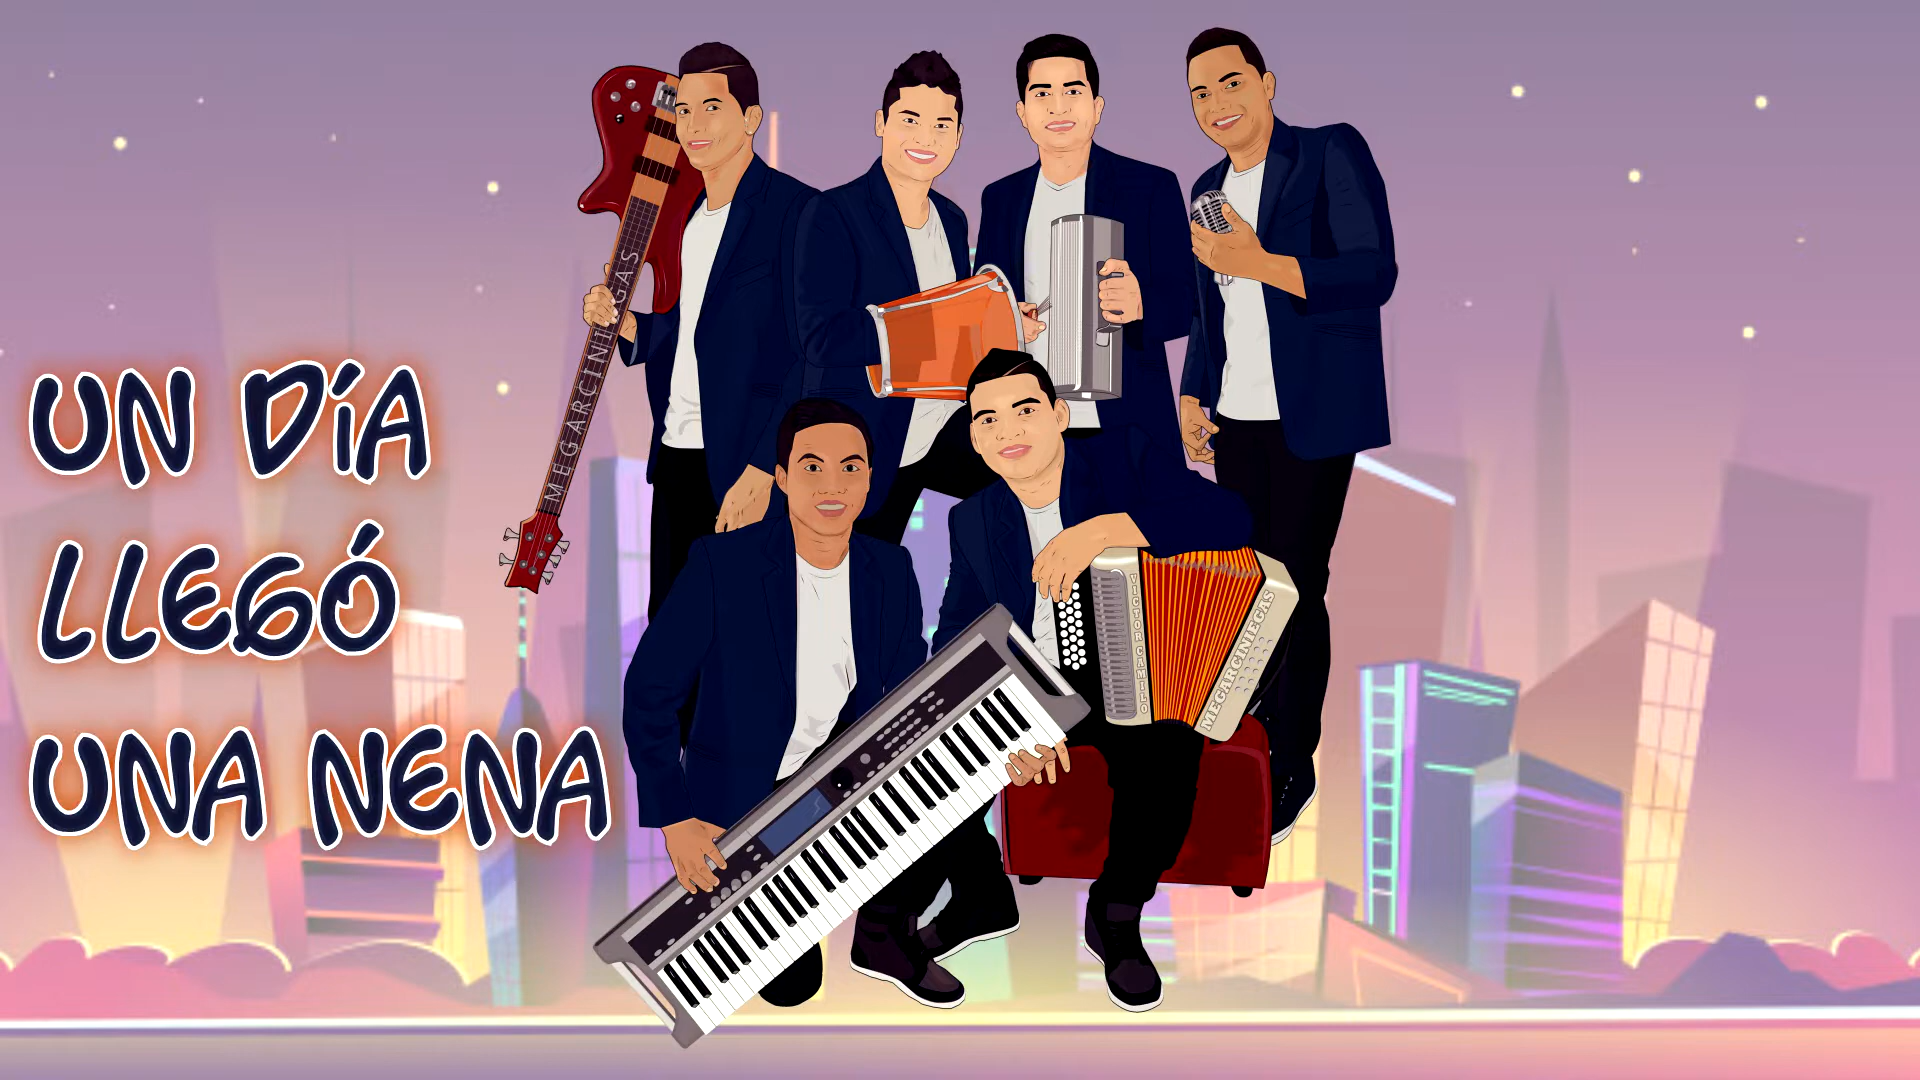 UN DÍA
LLEGÓ
UNA NENA
MEGARCINIEGAS
VICTOR CAMILO
MEGARCINIEGAS